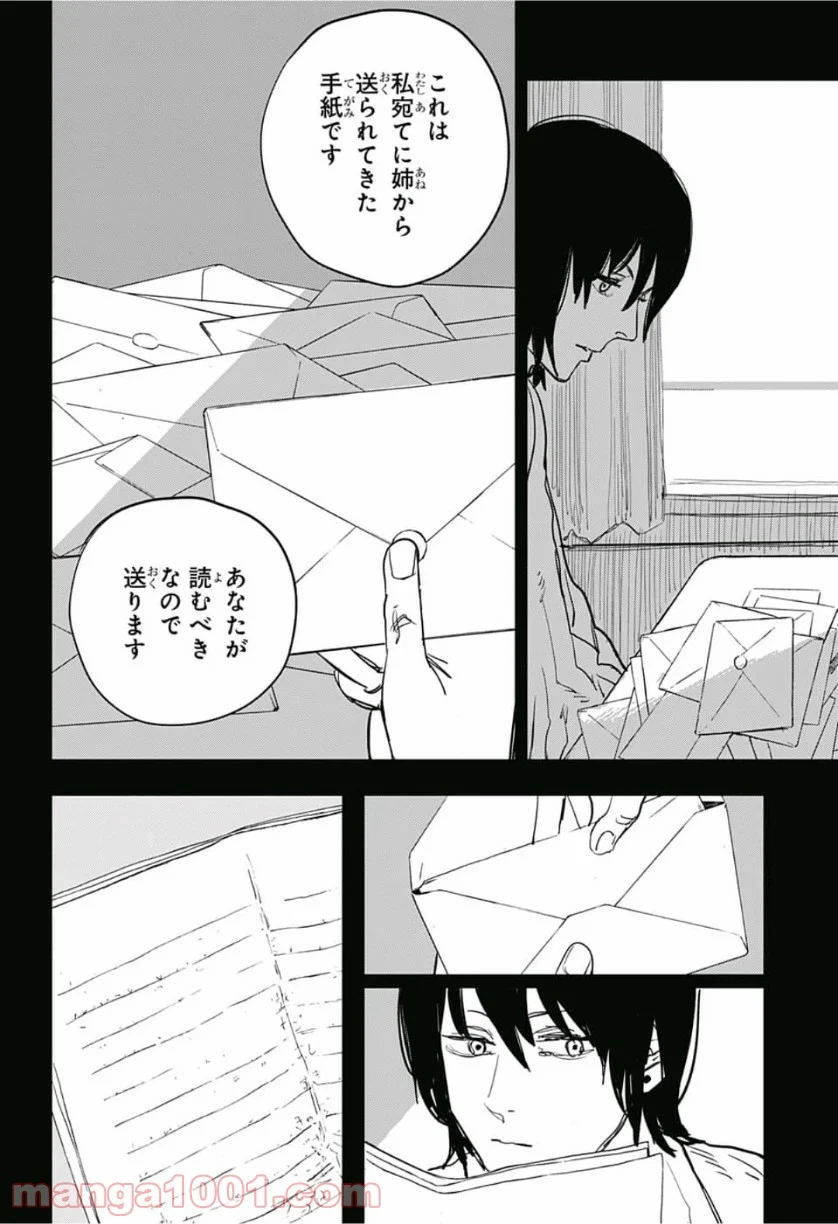 これは
私宛てに姉から
送られてきた
手紙です
あなたが
読むべき
なので
送ります
manga1001.com